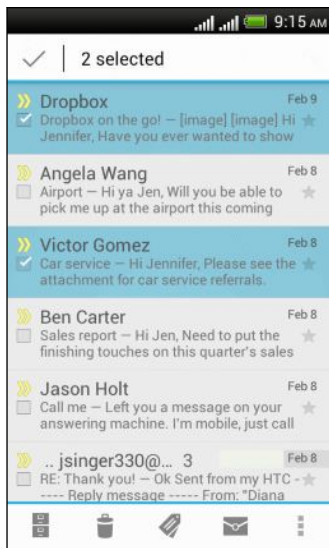 9:15 AM
2 selected
Dropbox Feb 9
Dropbox on the go! – [image] [image] Hi
Jennifer, Have you ever wanted to show
Angela Wang Feb 8
Airport – Hi ya Jen, Will you be able to
pick me up at the airport this coming
Victor Gomez Feb 8
Car service – Hi Jennifer, Please see the
attachment for car service referrals.
Ben Carter Feb 8
Sales report – Hi Jen, Need to put the
finishing touches on this quarter's sales
Jason Holt Feb 8
Call me – Left you a message on your
answering machine. I'm mobile, just call
.. jsinger330@... 3 Feb 8
RE: Thank you! – Ok Sent from my HTC -
---- Reply message ----- From: "Diana